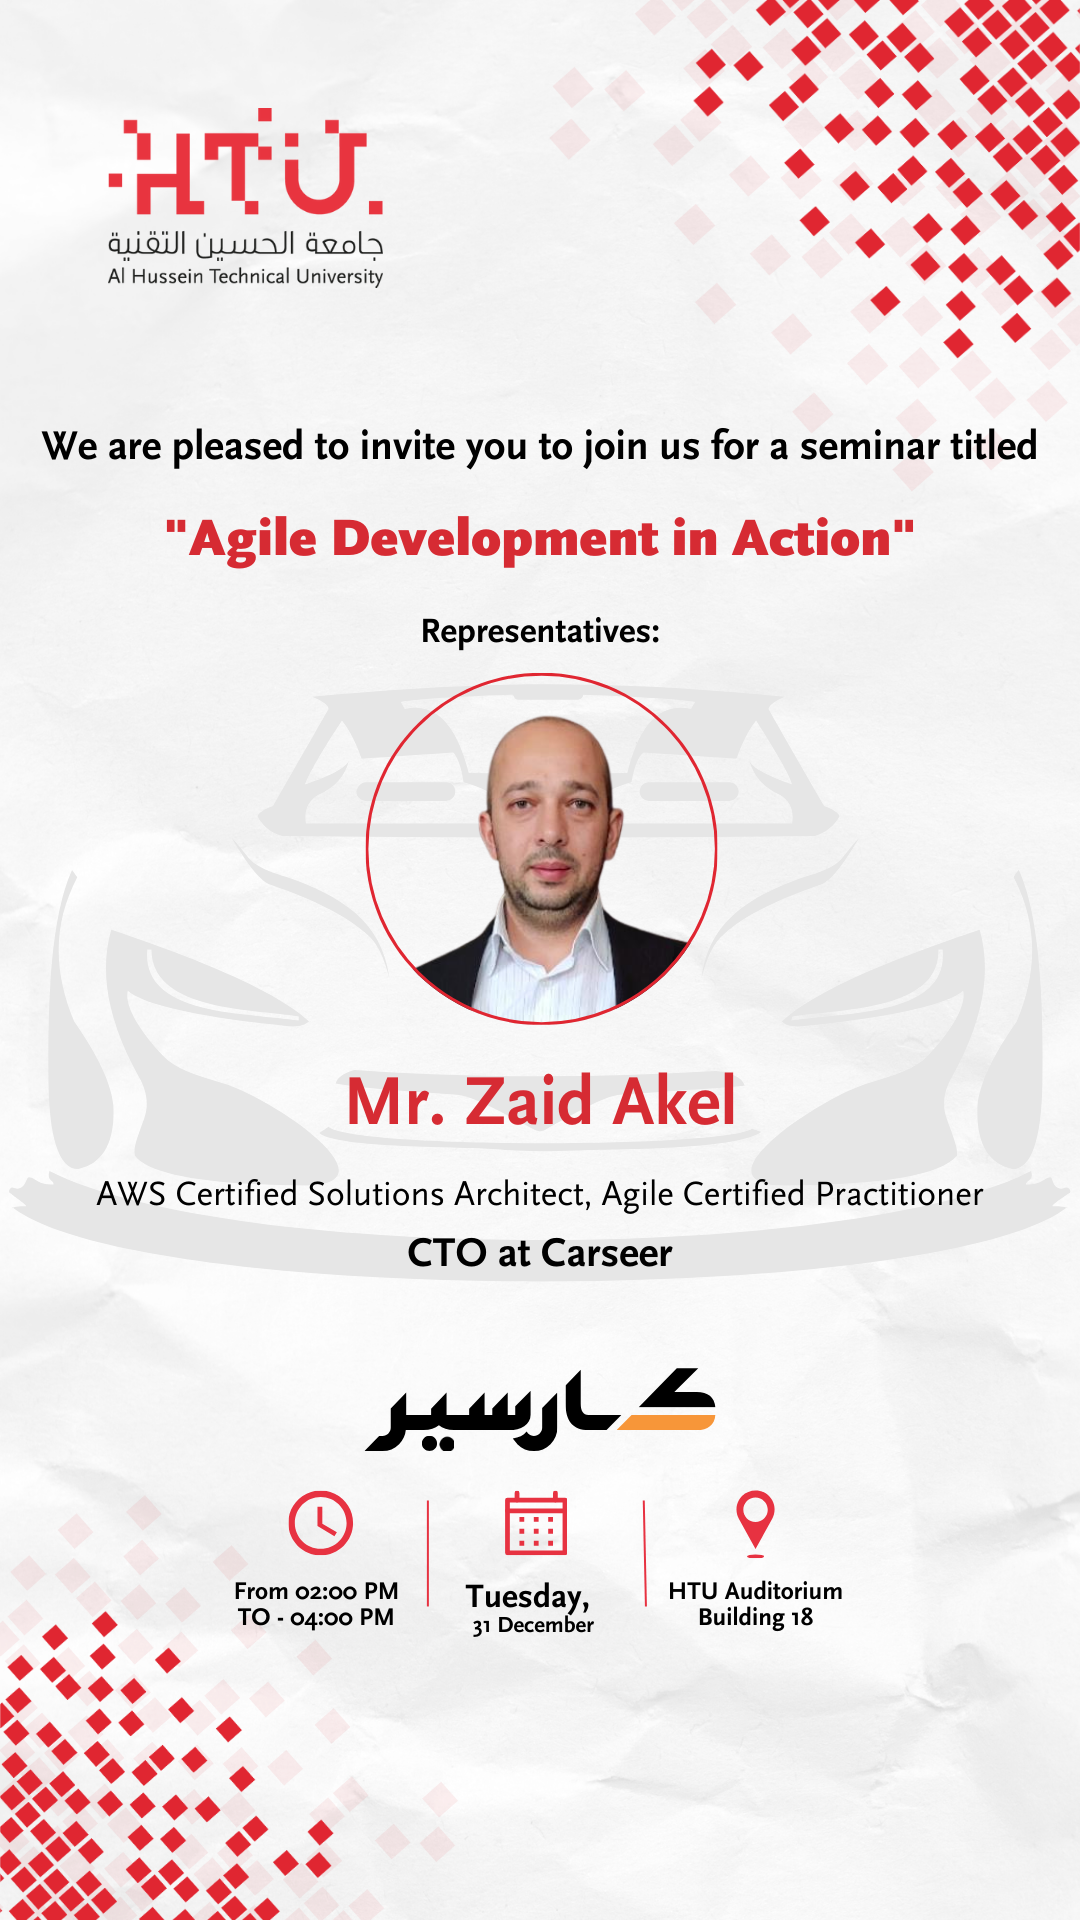 HTU
جامعة الحسين التقنية
Al Hussein Technical University
We are pleased to invite you to join us for a seminar titled
"Agile Development in Action"
Representatives:
Mr. Zaid Akel
AWS Certified Solutions Architect, Agile Certified Practitioner
CTO at Carseer
كارسير
From 02:00 PM
TO - 04:00 PM
Tuesday,
31 December
HTU Auditorium
Building 18